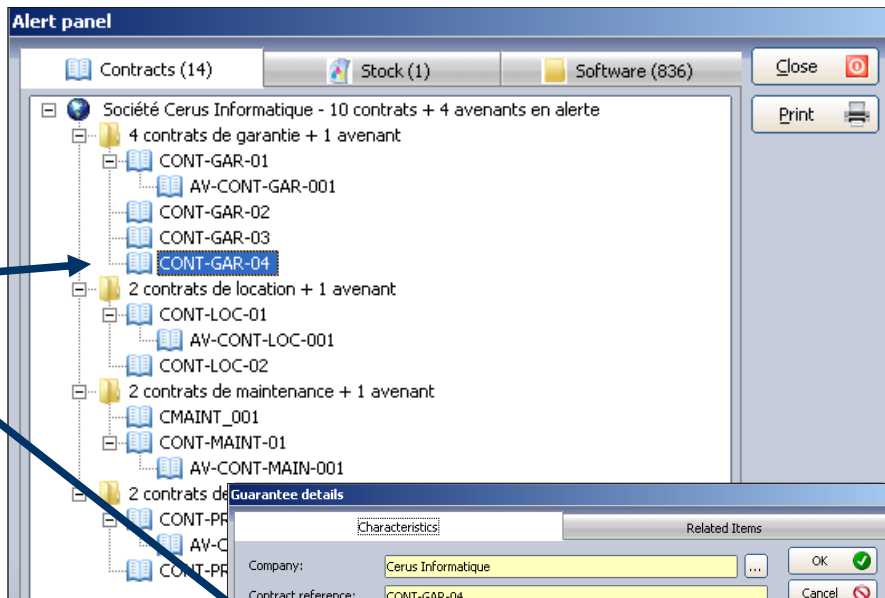 Alert panel
Contracts (14)
Stock (1)
Software (836)
Close
Print
Société Cerus Informatique - 10 contrats + 4 avenants en alerte
4 contrats de garantie + 1 avenant
CONT-GAR-01
AV-CONT-GAR-001
CONT-GAR-02
CONT-GAR-03
CONT-GAR-04
2 contrats de location + 1 avenant
CONT-LOC-01
AV-CONT-LOC-001
CONT-LOC-02
2 contrats de maintenance + 1 avenant
CMAINT_001
CONT-MAINT-01
AV-CONT-MAIN-001
2 contrats de
CONT-PR
AV-C
CONT-PR
Guarantee details
Characteristics
Related Items
Company:
Cerus Informatique
...
OK
Contract reference:
CONT-GAR-04
Cancel